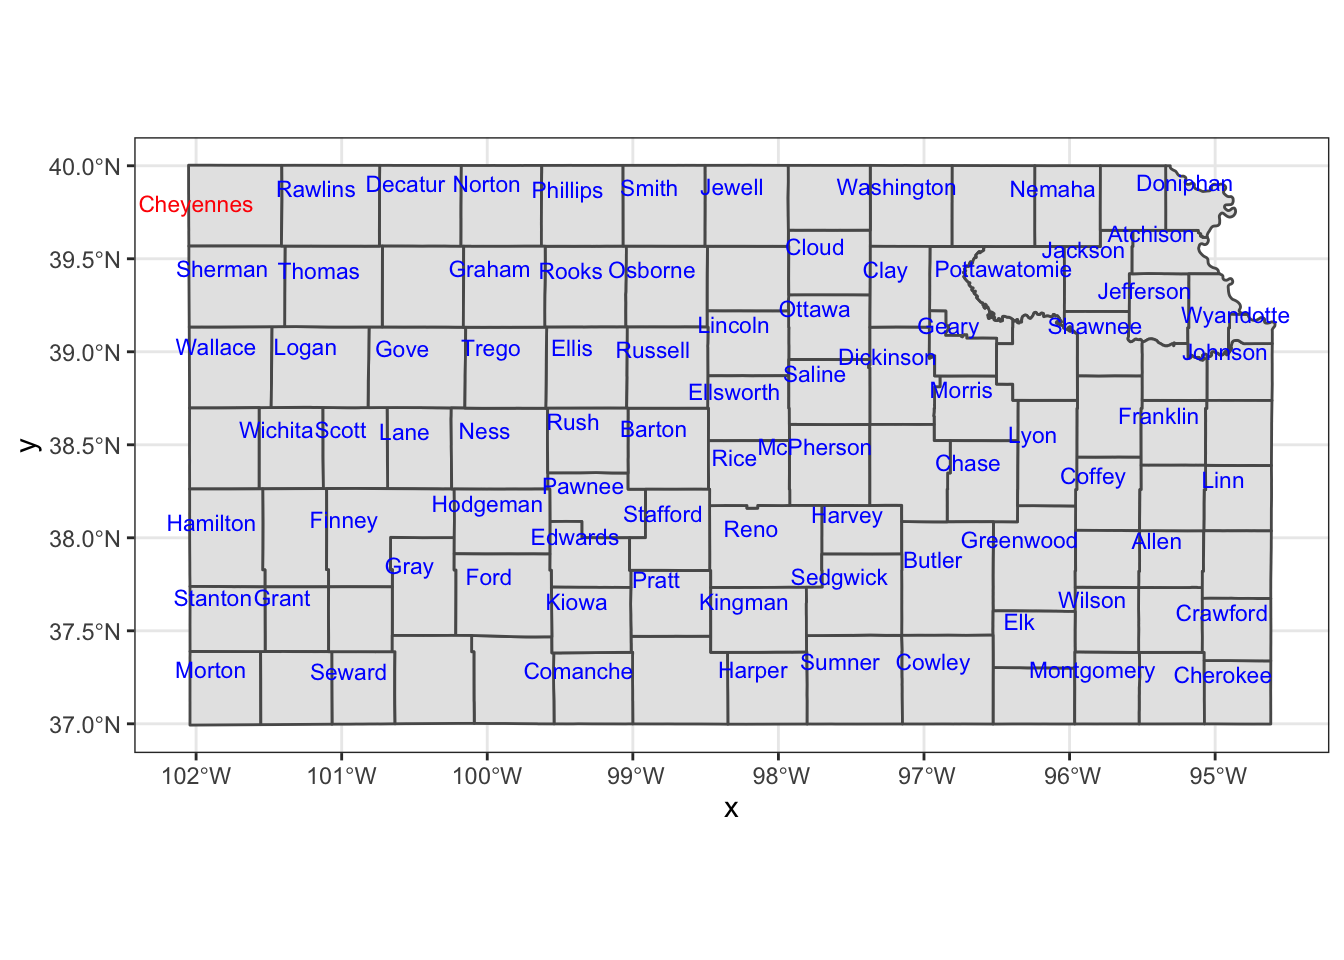 40.0°N
39.5°N
39.0°N
38.5°N
38.0°N
37.5°N
37.0°N
y
Cheyennes
Rawlins
Decatur
Norton
Phillips
Smith
Jewell
Washington
Nemaha
Doniphan
Atchison
Cloud
Jackson
Sherman
Thomas
Graham
Rooks
Osborne
Clay
Pottawatomie
Jefferson
Ottawa
Wyandotte
Lincoln
Geary
Shawnee
Wallace
Logan
Gove
Trego
Ellis
Russell
Dickinson
Johnson
Saline
Ellsworth
Morris
Franklin
Wichita
Scott
Lane
Ness
Rush
Barton
Lyon
McPherson
Rice
Chase
Coffey
Linn
Pawnee
Hodgeman
Stafford
Harvey
Hamilton
Finney
Reno
Edwards
Greenwood
Allen
Butler
Gray
Ford
Pratt
Sedgwick
Stanton
Grant
Kiowa
Kingman
Wilson
Crawford
Elk
Morton
Seward
Comanche
Harper
Sumner
Cowley
Montgomery
Cherokee
102°W
101°W
100°W
99°W
98°W
97°W
96°W
95°W
x